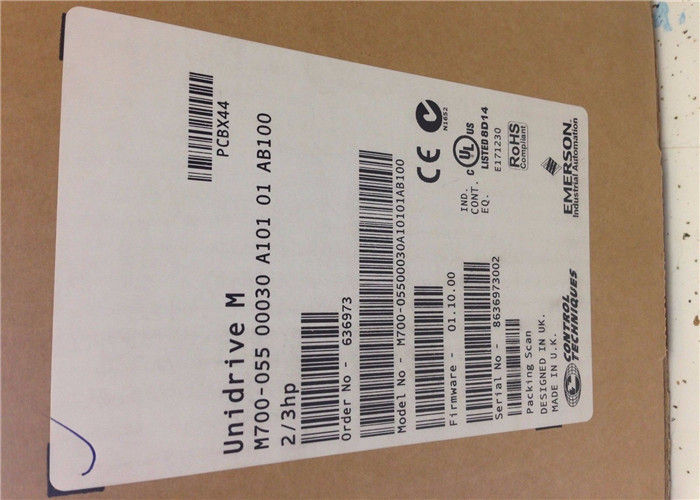 PCBX44
Unidrive M
M700-055 00030 A101 01 AB100
2/3hp
Order No - 636973
Model No - M700-05500030A10101AB100
Firmware - 01.10.00
Serial No - 8636973002
Packing Scan
DESIGNED IN UK.
MADE IN U.K.
CE
N1652
C UL US
LISTED 8D14
E171230
IND.
CONT.
EQ.
RoHS
Compliant
EMERSON
Industrial Automation
CONTROL
TECHNIQUES